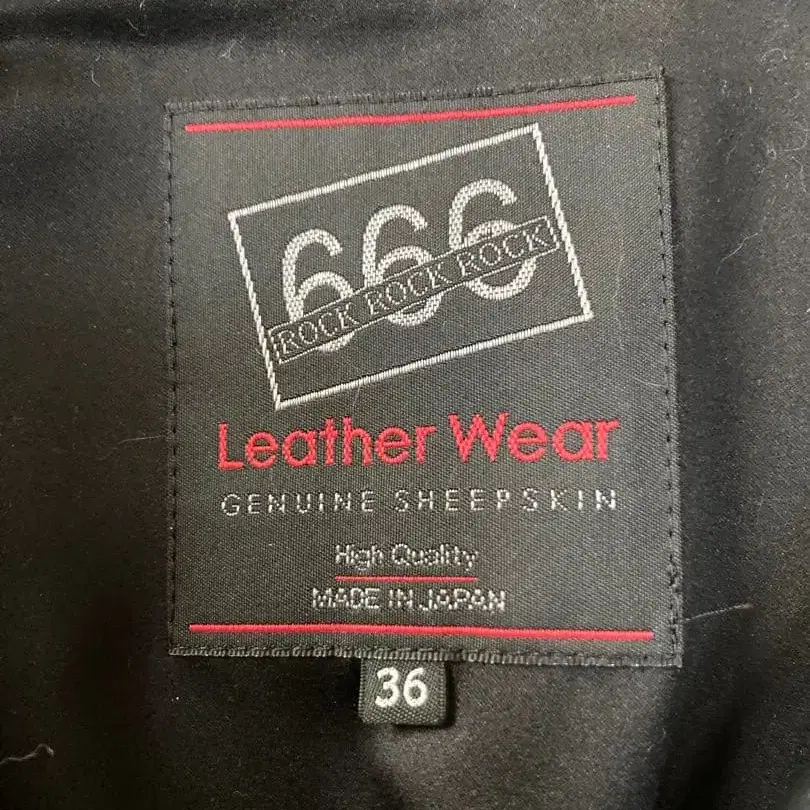 666
ROCK ROCK ROCK
Leather Wear
GENUINE SHEEPSKIN
High Quality
MADE IN JAPAN
36